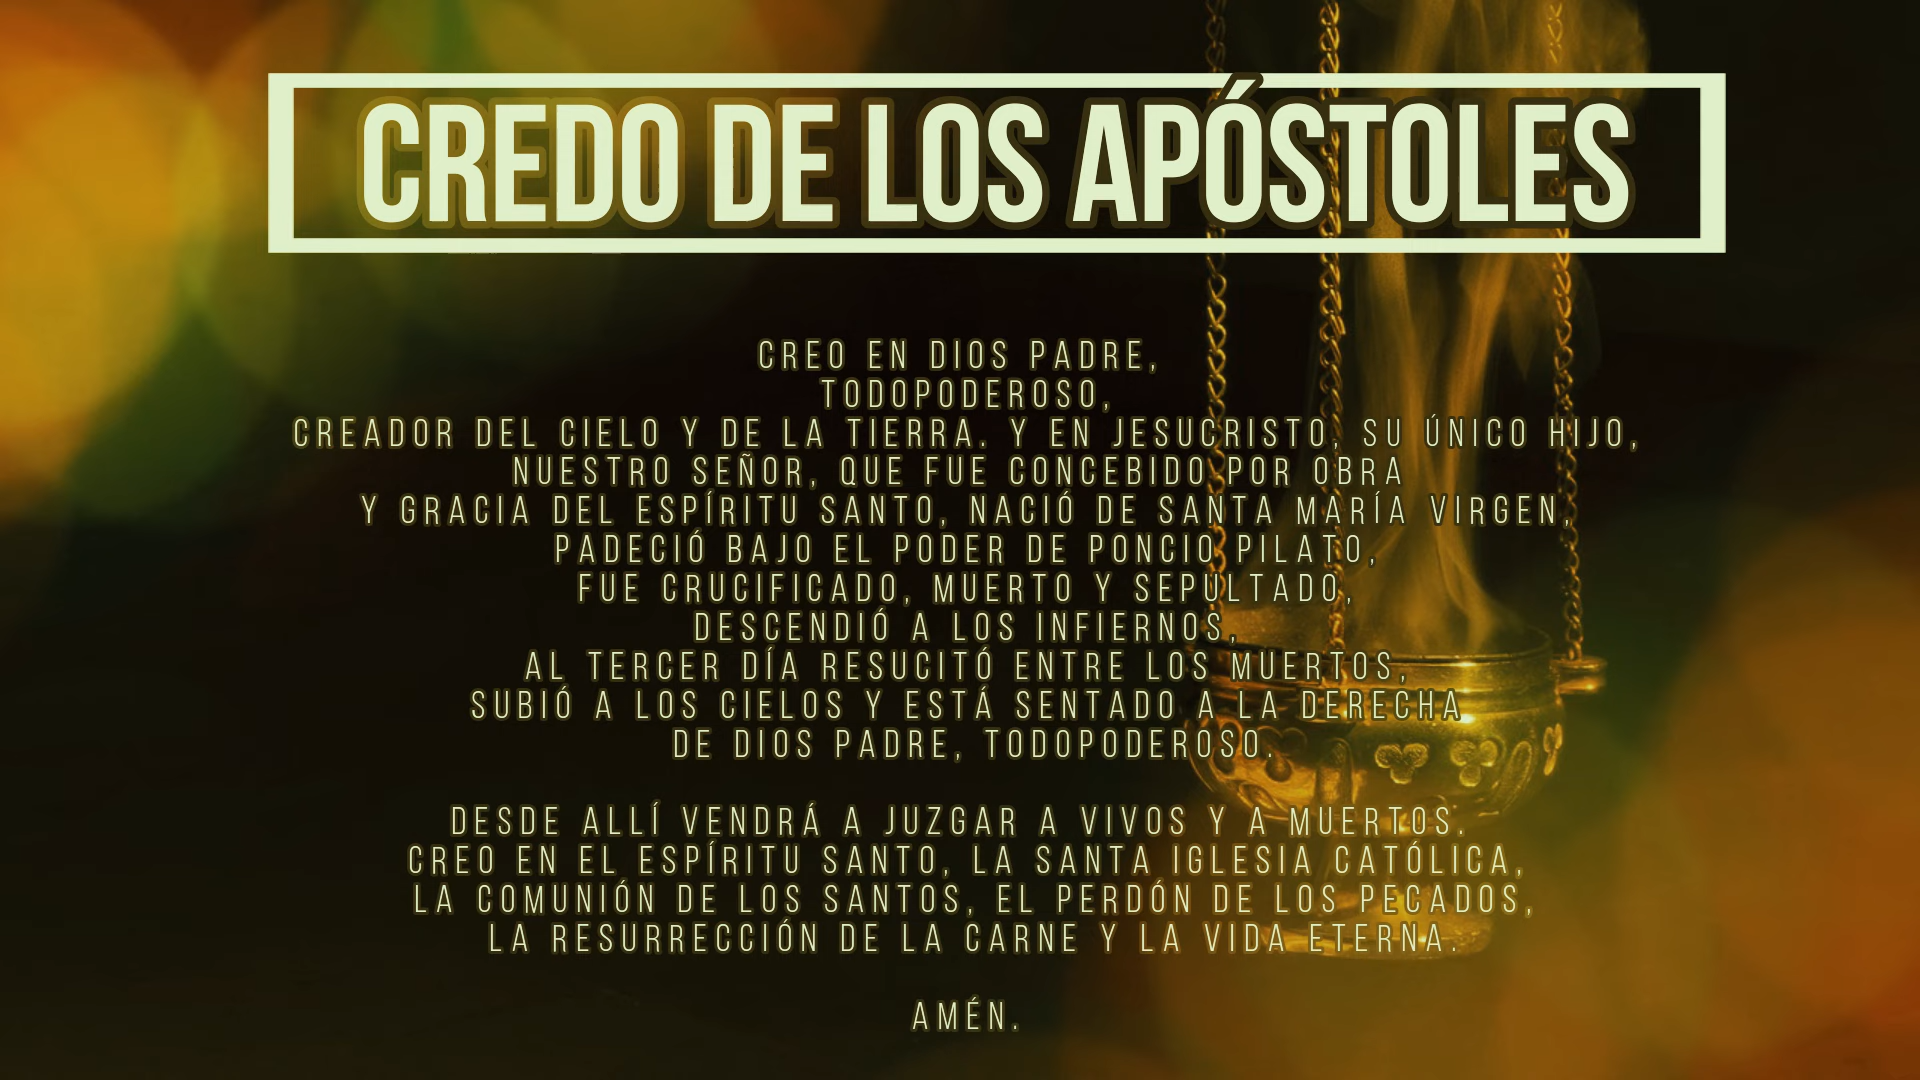 CREDO DE LOS APÓSTOLES
CREO EN DIOS PADRE,
TODOPODEROSO,
CREADOR DEL CIELO Y DE LA TIERRA. Y EN JESUCRISTO, SU ÚNICO HIJO,
NUESTRO SEÑOR, QUE FUE CONCEBIDO POR OBRA
Y GRACIA DEL ESPÍRITU SANTO, NACIÓ DE SANTA MARÍA VIRGEN,
PADECIÓ BAJO EL PODER DE PONCIO PILATO,
FUE CRUCIFICADO, MUERTO Y SEPULTADO,
DESCENDIÓ A LOS INFIERNOS,
AL TERCER DÍA RESUCITÓ ENTRE LOS MUERTOS,
SUBIÓ A LOS CIELOS Y ESTÁ SENTADO A LA DERECHA
DE DIOS PADRE, TODOPODEROSO.
DESDE ALLÍ VENDRÁ A JUZGAR A VIVOS Y A MUERTOS.
CREO EN EL ESPÍRITU SANTO, LA SANTA IGLESIA CATÓLICA,
LA COMUNIÓN DE LOS SANTOS, EL PERDÓN DE LOS PECADOS,
LA RESURRECCIÓN DE LA CARNE Y LA VIDA ETERNA.
AMÉN.